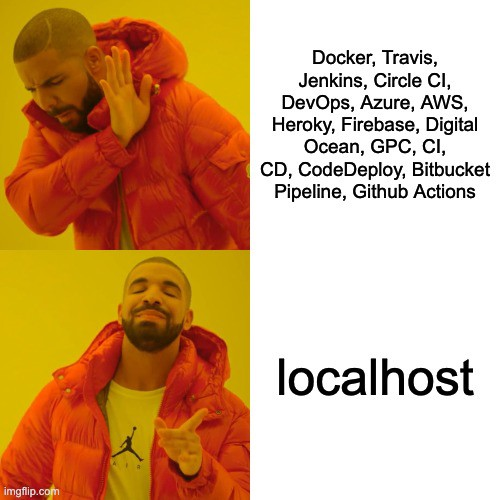 Docker, Travis,
Jenkins, Circle CI,
DevOps, Azure, AWS,
Heroky, Firebase, Digital
Ocean, GPC, CI,
CD, CodeDeploy, Bitbucket
Pipeline, Github Actions
localhost
imgflip.com